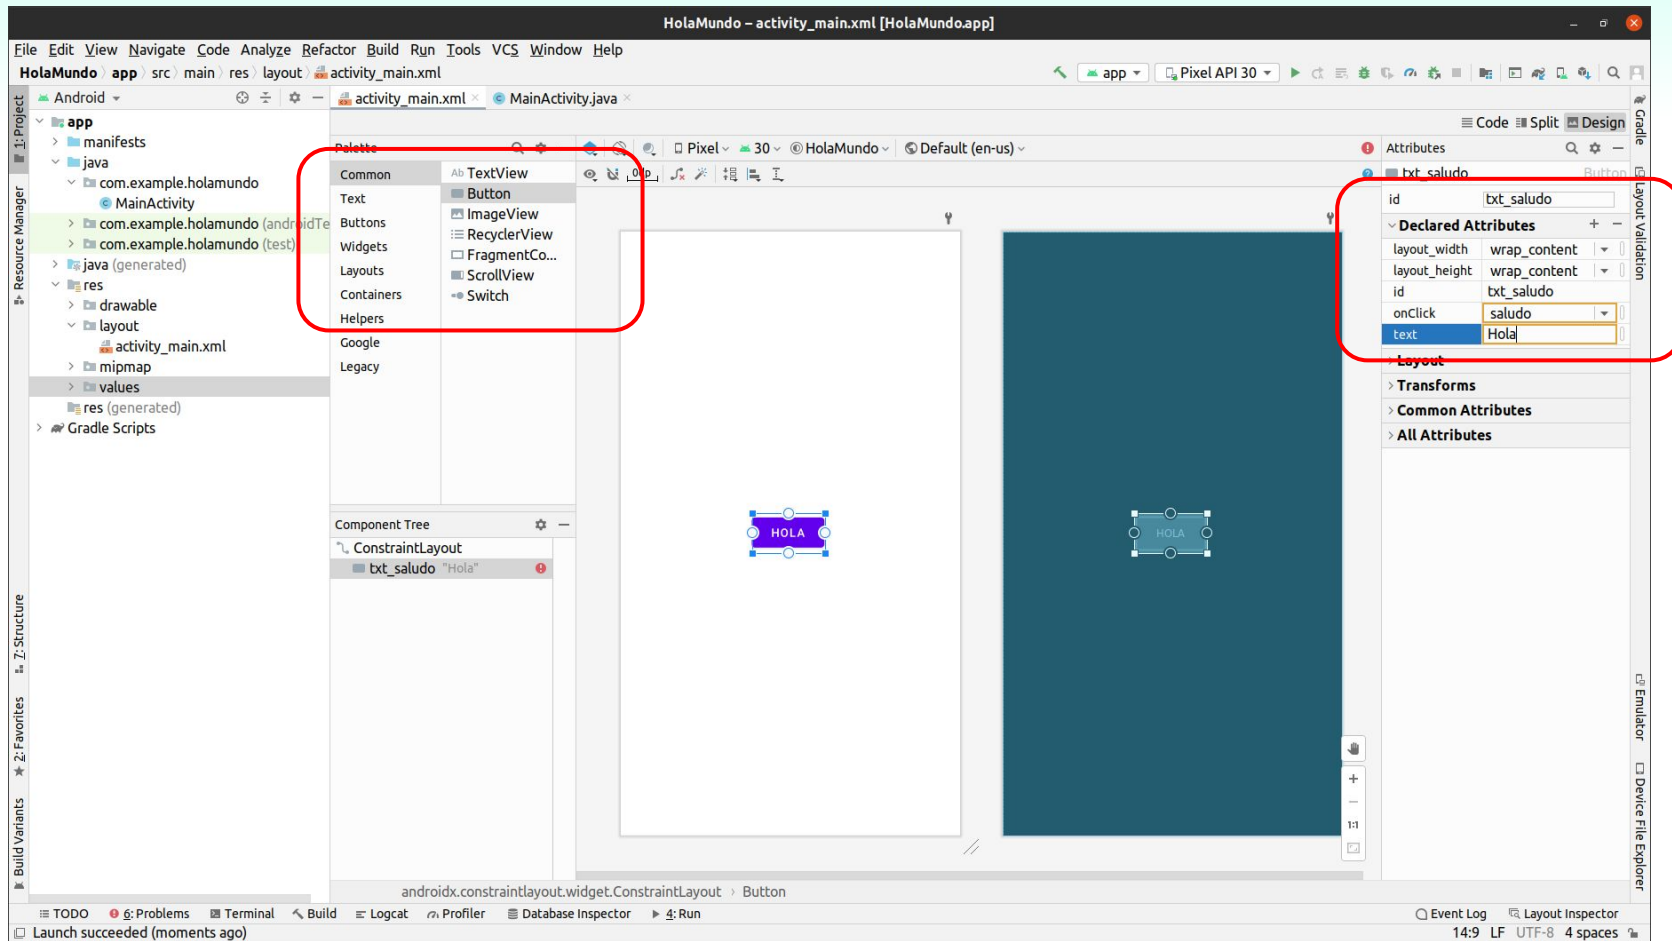 HolaMundo – activity_main.xml [HolaMundo.app]
File Edit View Navigate Code Analyze Refactor Build Run Tools VCS Window Help
HolaMundo app src main res layout activity_main.xml
app Pixel API 30
Android
activity_main.xml MainActivity.java
Code Split Design
1: Project
Resource Manager
7: Structure
2: Favorites
Build Variants
app
manifests
java
com.example.holamundo
MainActivity
com.example.holamundo (androidTe
com.example.holamundo (test)
java (generated)
res
drawable
layout
activity_main.xml
mipmap
values
res (generated)
Gradle Scripts
Palette
Common
Text
Buttons
Widgets
Layouts
Containers
Helpers
Google
Legacy
Ab TextView
Button
ImageView
RecyclerView
FragmentCo...
ScrollView
Switch
Component Tree
ConstraintLayout
txt_saludo "Hola"
Pixel 30 HolaMundo Default (en-us)
HOLA
HOLA
1:1
Attributes
txt_saludo Button
id txt_saludo
Declared Attributes
layout_width wrap_content
layout_height wrap_content
id txt_saludo
onClick saludo
text Hola
Layout
Transforms
Common Attributes
All Attributes
Gradle
Layout Validation
Emulator
Device File Explorer
androidx.constraintlayout.widget.ConstraintLayout Button
TODO 6: Problems Terminal Build Logcat Profiler Database Inspector 4: Run Event Log Layout Inspector
Launch succeeded (moments ago) 14:9 LF UTF-8 4 spaces